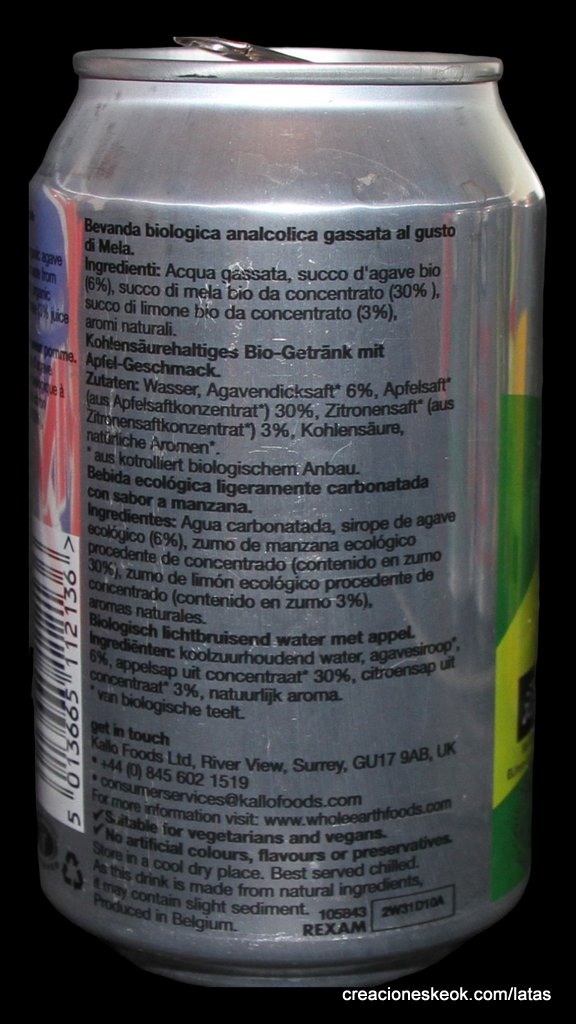 Bevanda biologica analcolica gassata al gusto
di Mela.
Ingredienti: Acqua gassata, succo d'agave bio
(6%), succo di mela bio da concentrato (30% ),
succo di limone bio da concentrato (3%),
aromi naturali.
Kohlensäurehaltiges Bio-Getränk mit
Apfel-Geschmack.
Zutaten: Wasser, Agavendicksaft* 6%, Apfelsaft*
(aus Apfelsaftkonzentrat*) 30%, Zitronensaft* (aus
Zitronensaftkonzentrat*) 3%, Kohlensäure,
natürliche Aromen*.
* aus kotrolliert biologischem Anbau.
Bebida ecológica ligeramente carbonatada
con sabor a manzana.
Ingredientes: Agua carbonatada, sirope de agave
ecológico (6%), zumo de manzana ecológico
procedente de concentrado (contenido en zumo
30%), zumo de limón ecológico procedente de
concentrado (contenido en zumo 3%),
aromas naturales.
Biologisch lichtbruisend water met appel.
Ingrediënten: koolzuurhoudend water, agavesiroop*,
6%, appelsap uit concentraat* 30%, citroensap uit
concentraat* 3%, natuurlijk aroma.
* van biologische teelt.
get in touch
Kallo Foods Ltd, River View, Surrey, GU17 9AB, UK
• +44 (0) 845 602 1519
• consumerservices@kallofoods.com
For more information visit: www.wholeearthfoods.com
✓Suitable for vegetarians and vegans.
✓No artificial colours, flavours or preservatives.
Store in a cool dry place. Best served chilled.
As this drink is made from natural ingredients,
it may contain slight sediment.
Produced in Belgium.
105843
REXAM
2W31D10A
agave
from
organic
juice
pomme.
5 013665 112136 >
creacioneskeok.com/latas